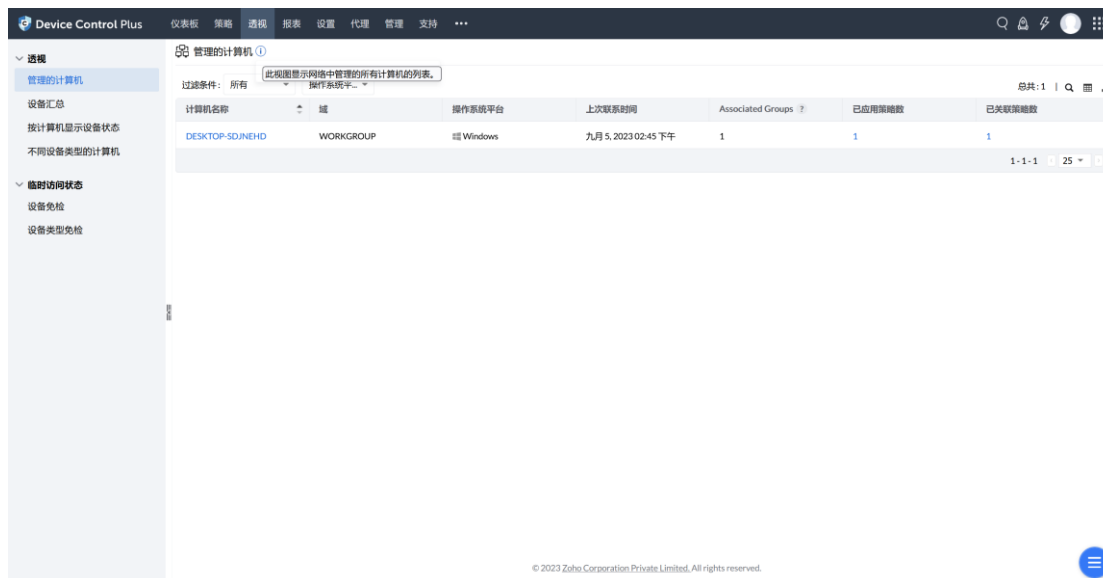 Device Control Plus 仪表板 策略 透视 报表 设置 代理 管理 支持 •••
透视
管理的计算机
设备汇总
按计算机显示设备状态
不同设备类型的计算机
临时访问状态
设备免检
设备类型免检
管理的计算机
此视图显示网络中管理的所有计算机的列表。
过滤条件: 所有 操作系统平... 总共:1
计算机名称 域 操作系统平台 上次联系时间 Associated Groups ? 已应用策略数 已关联策略数
DESKTOP-SDJNEHD WORKGROUP Windows 九月 5, 2023 02:45 下午 1 1 1
1 - 1 - 1 25
© 2023 Zoho Corporation Private Limited. All rights reserved.